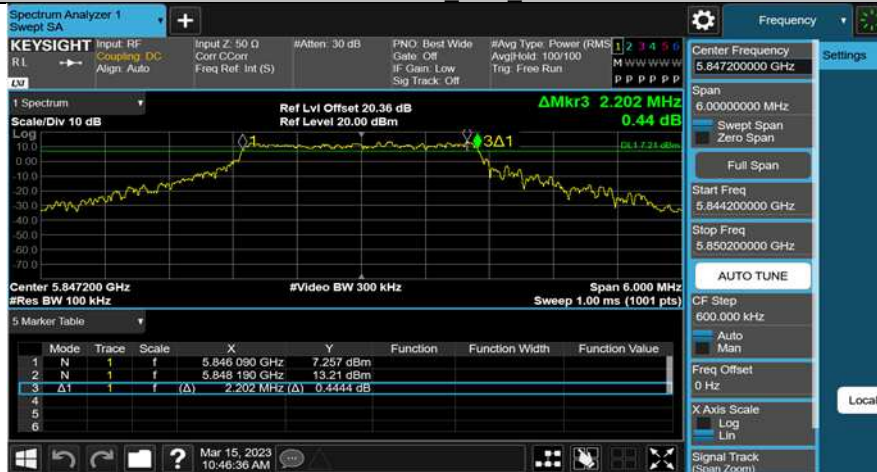 Spectrum Analyzer 1
Swept SA
+
Frequency
KEYSIGHT
RL
LXI
Input: RF
Coupling: DC
Align: Auto
Input Z: 50 Ω
Corr CCorr
Freq Ref: Int (S)
#Atten: 30 dB
PNO: Best Wide
Gate: Off
IF Gain: Low
Sig Track: Off
#Avg Type: Power (RMS
Avg|Hold: 100/100
Trig: Free Run
1 2 3 4 5 6
M W W W W W
P P P P P P
1 Spectrum
Scale/Div 10 dB
Ref Lvl Offset 20.36 dB
Ref Level 20.00 dBm
ΔMkr3 2.202 MHz
0.44 dB
Log
10.0
0.00
-10.0
-20.0
-30.0
-40.0
-50.0
-60.0
-70.0
1
3Δ1
DL1 7.21 dBm
Center 5.847200 GHz
#Res BW 100 kHz
#Video BW 300 kHz
Span 6.000 MHz
Sweep 1.00 ms (1001 pts)
5 Marker Table
Mode Trace Scale X Y Function Function Width Function Value
1 N 1 f 5.846 090 GHz 7.257 dBm
2 N 1 f 5.848 190 GHz 13.21 dBm
3 Δ1 1 f (Δ) 2.202 MHz (Δ) 0.4444 dB
4
5
6
?
Mar 15, 2023
10:46:36 AM
Center Frequency
5.847200000 GHz
Settings
Span
6.00000000 MHz
Swept Span
Zero Span
Full Span
Start Freq
5.844200000 GHz
Stop Freq
5.850200000 GHz
AUTO TUNE
CF Step
600.000 kHz
Auto
Man
Freq Offset
0 Hz
Local
X Axis Scale
Log
Lin
Signal Track
(Span Zoom)